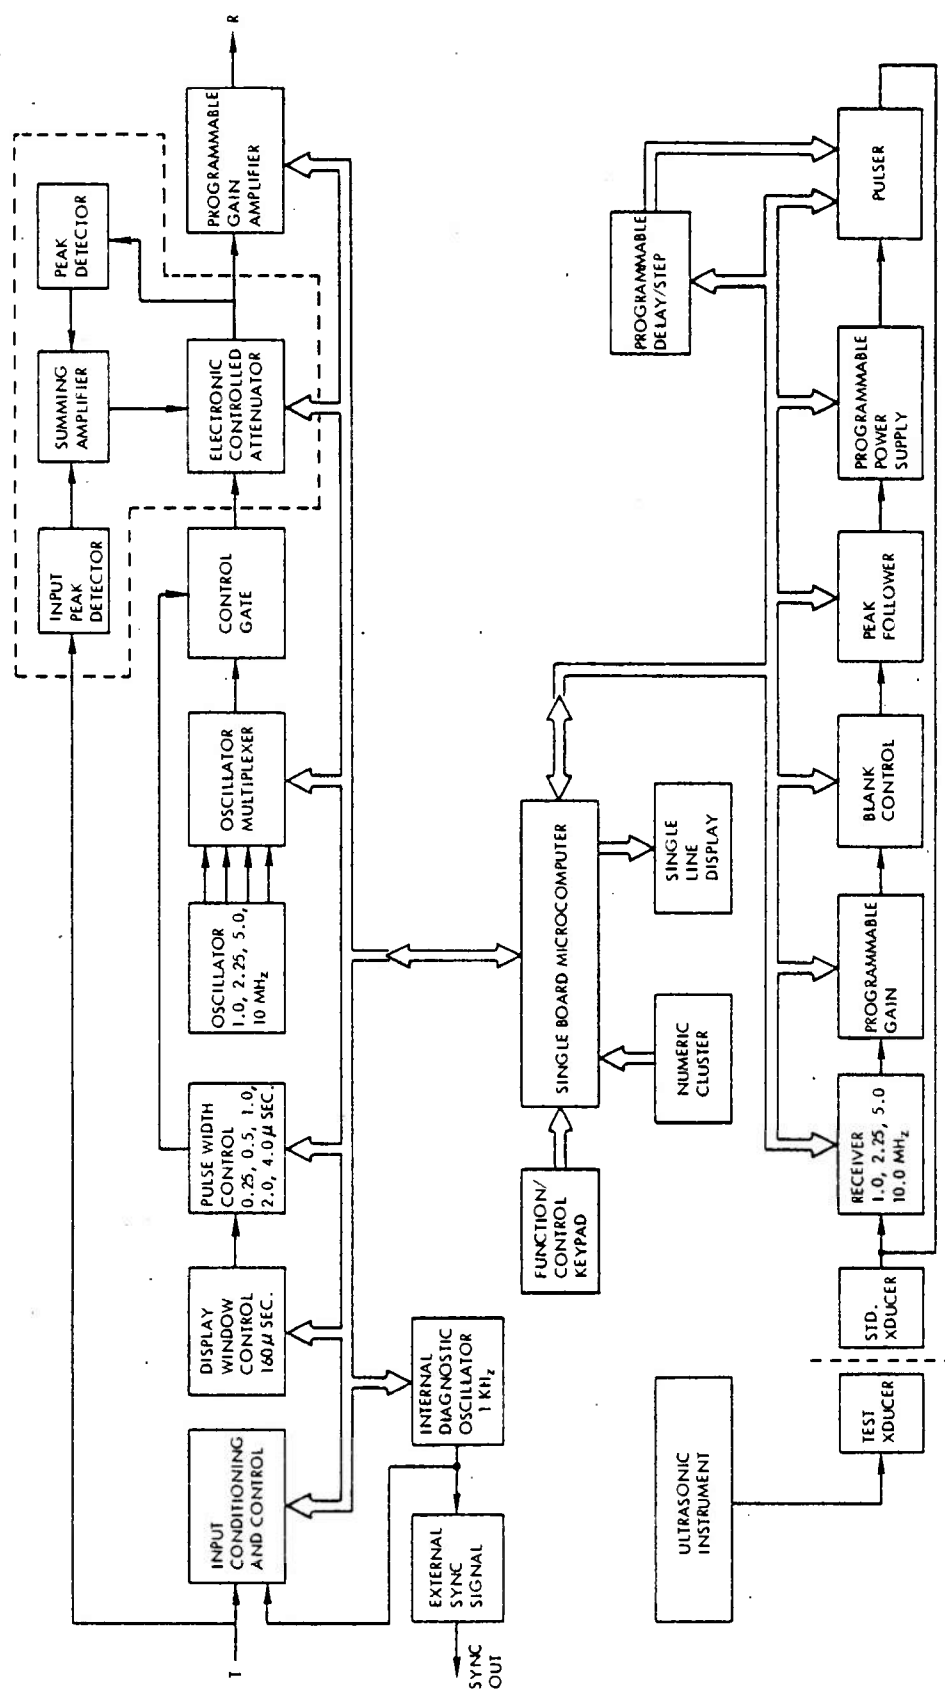 R
PROGRAMMABLE
GAIN
AMPLIFIER
PEAK
DETECTOR
SUMMING
AMPLIFIER
ELECTRONIC
CONTROLLED
ATTENUATOR
INPUT
PEAK
DETECTOR
CONTROL
GATE
OSCILLATOR
MULTIPLEXER
OSCILLATOR
1.0, 2.25, 5.0,
10 MHz
PULSE WIDTH
CONTROL
0.25, 0.5, 1.0,
2.0, 4.0 μ SEC.
DISPLAY
WINDOW
CONTROL
160 μ SEC.
INPUT
CONDITIONING
AND CONTROL
T
INTERNAL
DIAGNOSTIC
OSCILLATOR
1 KHz
EXTERNAL
SYNC
SIGNAL
SYNC
OUT
SINGLE BOARD MICROCOMPUTER
SINGLE
LINE
DISPLAY
NUMERIC
CLUSTER
FUNCTION/
CONTROL
KEYPAD
PROGRAMMABLE
DELAY/STEP
PULSER
PROGRAMMABLE
POWER
SUPPLY
PEAK
FOLLOWER
BLANK
CONTROL
PROGRAMMABLE
GAIN
RECEIVER
1.0, 2.25, 5.0
10.0 MHz
STD.
XDUCER
TEST
XDUCER
ULTRASONIC
INSTRUMENT